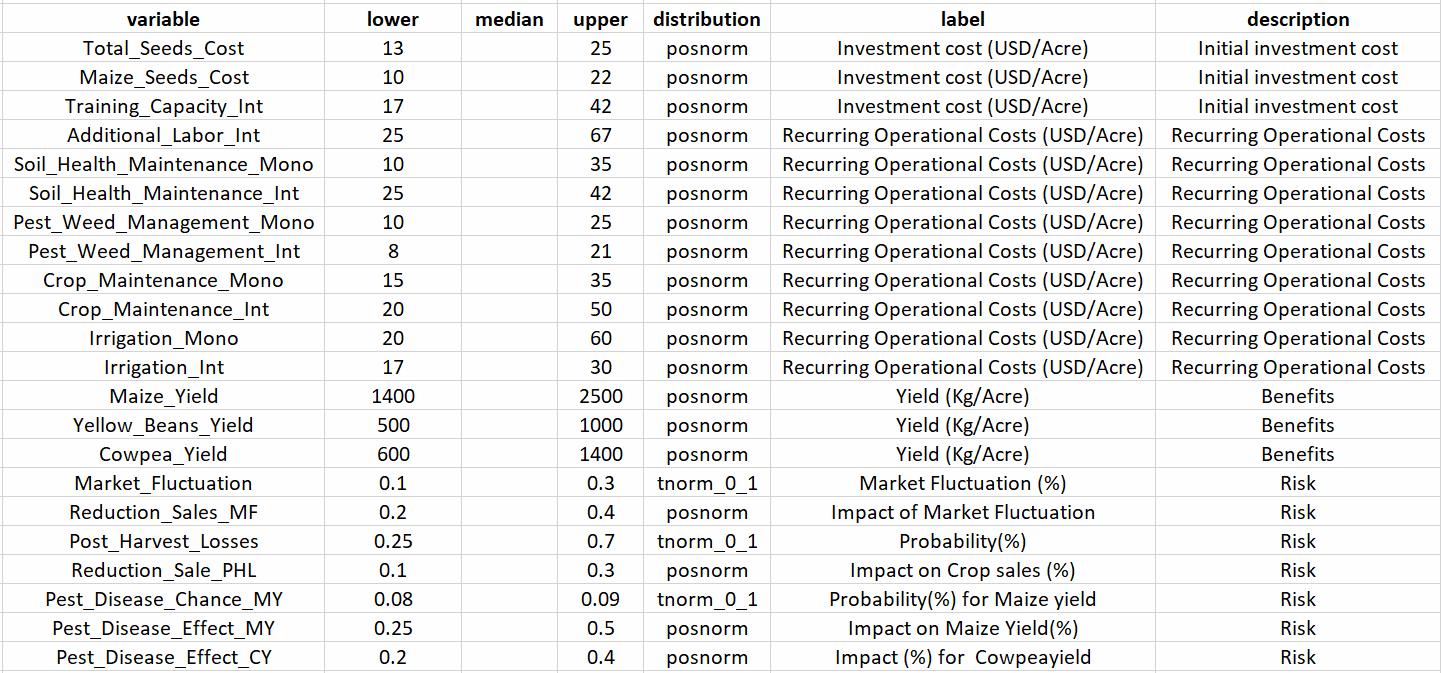 variable lower median upper distribution label description
Total_Seeds_Cost 13 25 posnorm Investment cost (USD/Acre) Initial investment cost
Maize_Seeds_Cost 10 22 posnorm Investment cost (USD/Acre) Initial investment cost
Training_Capacity_Int 17 42 posnorm Investment cost (USD/Acre) Initial investment cost
Additional_Labor_Int 25 67 posnorm Recurring Operational Costs (USD/Acre) Recurring Operational Costs
Soil_Health_Maintenance_Mono 10 35 posnorm Recurring Operational Costs (USD/Acre) Recurring Operational Costs
Soil_Health_Maintenance_Int 25 42 posnorm Recurring Operational Costs (USD/Acre) Recurring Operational Costs
Pest_Weed_Management_Mono 10 25 posnorm Recurring Operational Costs (USD/Acre) Recurring Operational Costs
Pest_Weed_Management_Int 8 21 posnorm Recurring Operational Costs (USD/Acre) Recurring Operational Costs
Crop_Maintenance_Mono 15 35 posnorm Recurring Operational Costs (USD/Acre) Recurring Operational Costs
Crop_Maintenance_Int 20 50 posnorm Recurring Operational Costs (USD/Acre) Recurring Operational Costs
Irrigation_Mono 20 60 posnorm Recurring Operational Costs (USD/Acre) Recurring Operational Costs
Irrigation_Int 17 30 posnorm Recurring Operational Costs (USD/Acre) Recurring Operational Costs
Maize_Yield 1400 2500 posnorm Yield (Kg/Acre) Benefits
Yellow_Beans_Yield 500 1000 posnorm Yield (Kg/Acre) Benefits
Cowpea_Yield 600 1400 posnorm Yield (Kg/Acre) Benefits
Market_Fluctuation 0.1 0.3 tnorm_0_1 Market Fluctuation (%) Risk
Reduction_Sales_MF 0.2 0.4 posnorm Impact of Market Fluctuation Risk
Post_Harvest_Losses 0.25 0.7 tnorm_0_1 Probability(%) Risk
Reduction_Sale_PHL 0.1 0.3 posnorm Impact on Crop sales (%) Risk
Pest_Disease_Chance_MY 0.08 0.09 tnorm_0_1 Probability(%) for Maize yield Risk
Pest_Disease_Effect_MY 0.25 0.5 posnorm Impact on Maize Yield(%) Risk
Pest_Disease_Effect_CY 0.2 0.4 posnorm Impact (%) for Cowpeayield Risk